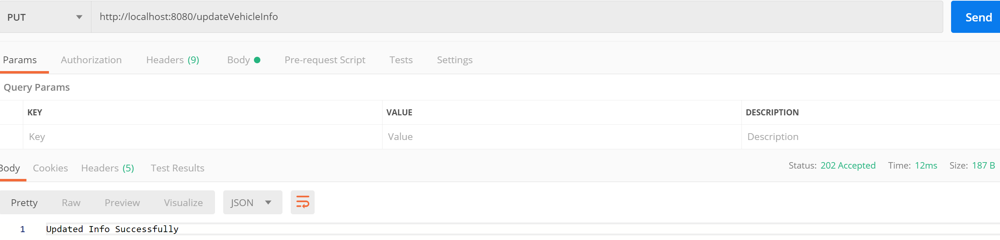 PUT http://localhost:8080/updateVehicleInfo Send
Params Authorization Headers (9) Body Pre-request Script Tests Settings
Query Params
KEY VALUE DESCRIPTION
Key Value Description
Body Cookies Headers (5) Test Results Status: 202 Accepted Time: 12ms Size: 187 B
Pretty Raw Preview Visualize JSON
1 Updated Info Successfully